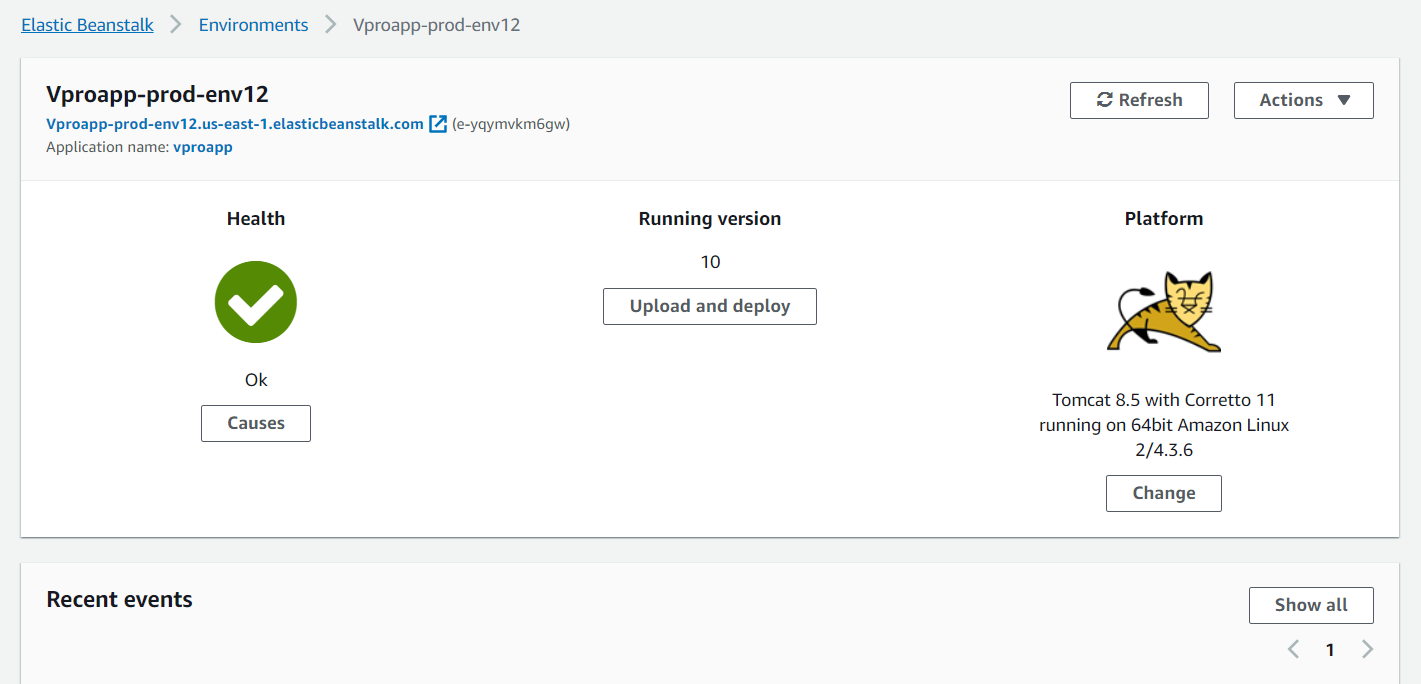 Elastic Beanstalk > Environments > Vproapp-prod-env12
Vproapp-prod-env12
Refresh
Actions ▼
Vproapp-prod-env12.us-east-1.elasticbeanstalk.com (e-yqymvkm6gw)
Application name: vproapp
Health
Running version
Platform
10
Upload and deploy
Ok
Causes
Tomcat 8.5 with Corretto 11
running on 64bit Amazon Linux
2/4.3.6
Change
Recent events
Show all
< 1 >